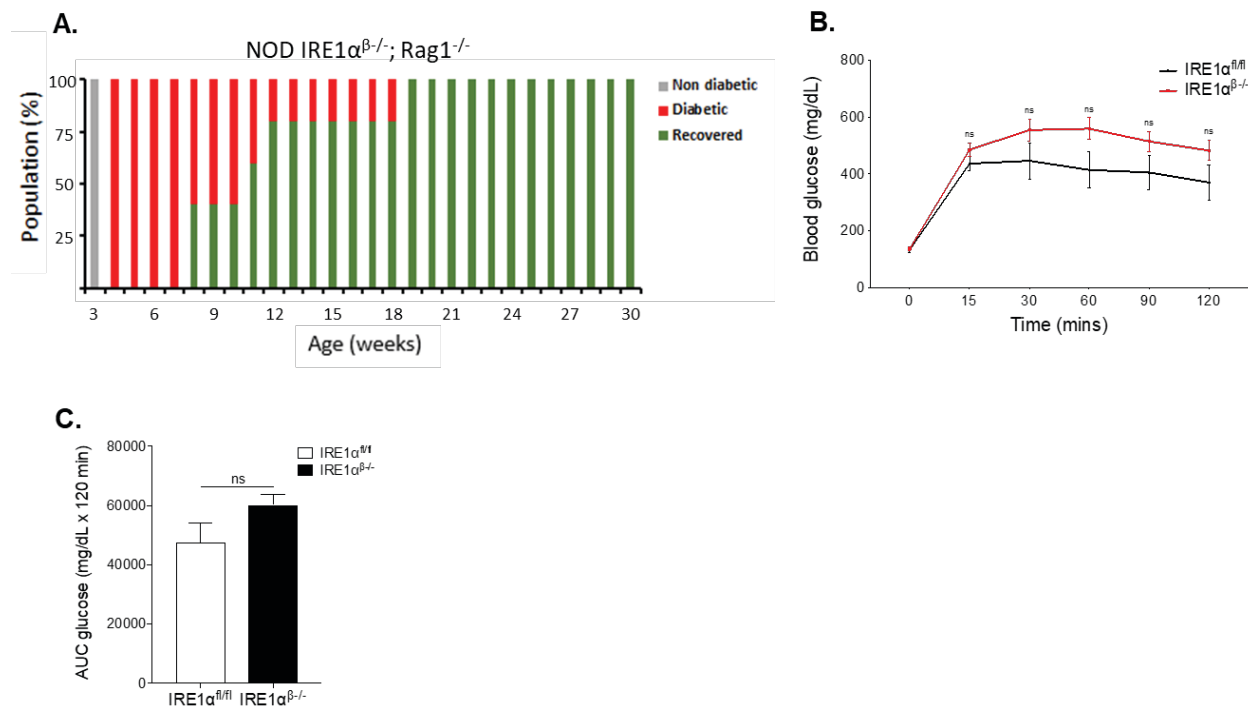 A.
NOD IRE1α^β-/-; Rag1^-/-
Population (%)
100
75
50
25
3 6 9 12 15 18 21 24 27 30
Age (weeks)
Non diabetic
Diabetic
Recovered
B.
Blood glucose (mg/dL)
800
600
400
200
0
ns ns ns ns ns
0 15 30 60 90 120
Time (mins)
IRE1α^fl/fl
IRE1α^β-/-
C.
AUC glucose (mg/dL x 120 min)
80000
60000
40000
20000
0
ns
IRE1α^fl/fl
IRE1α^β-/-
IRE1α^fl/fl IRE1α^β-/-